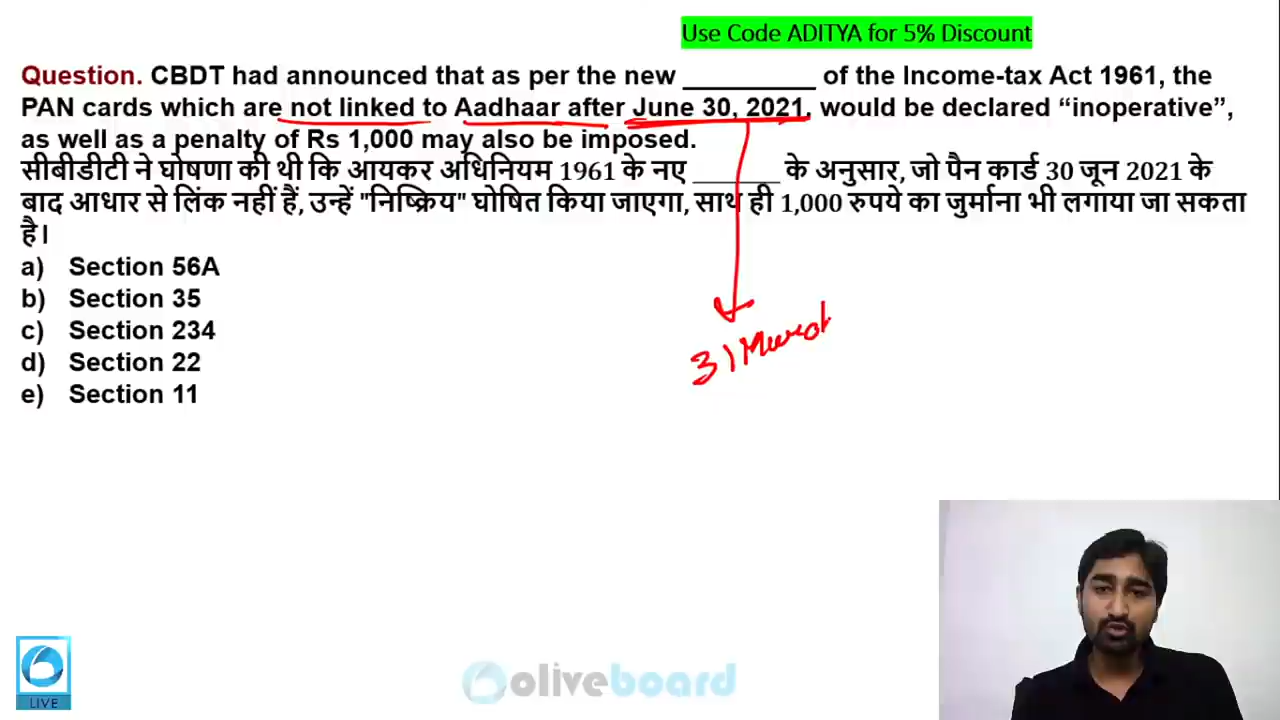 Use Code ADITYA for 5% Discount
Question. CBDT had announced that as per the new __________ of the Income-tax Act 1961, the
PAN cards which are not linked to Aadhaar after June 30, 2021, would be declared “inoperative”,
as well as a penalty of Rs 1,000 may also be imposed.
सीबीडीटी ने घोषणा की थी कि आयकर अधिनियम 1961 के नए _______ के अनुसार, जो पैन कार्ड 30 जून 2021 के
बाद आधार से लिंक नहीं हैं, उन्हें "निष्क्रिय" घोषित किया जाएगा, साथ ही 1,000 रुपये का जुर्माना भी लगाया जा सकता
है।
a) Section 56A
b) Section 35
c) Section 234
d) Section 22
e) Section 11
31
LIVE
oliveboard